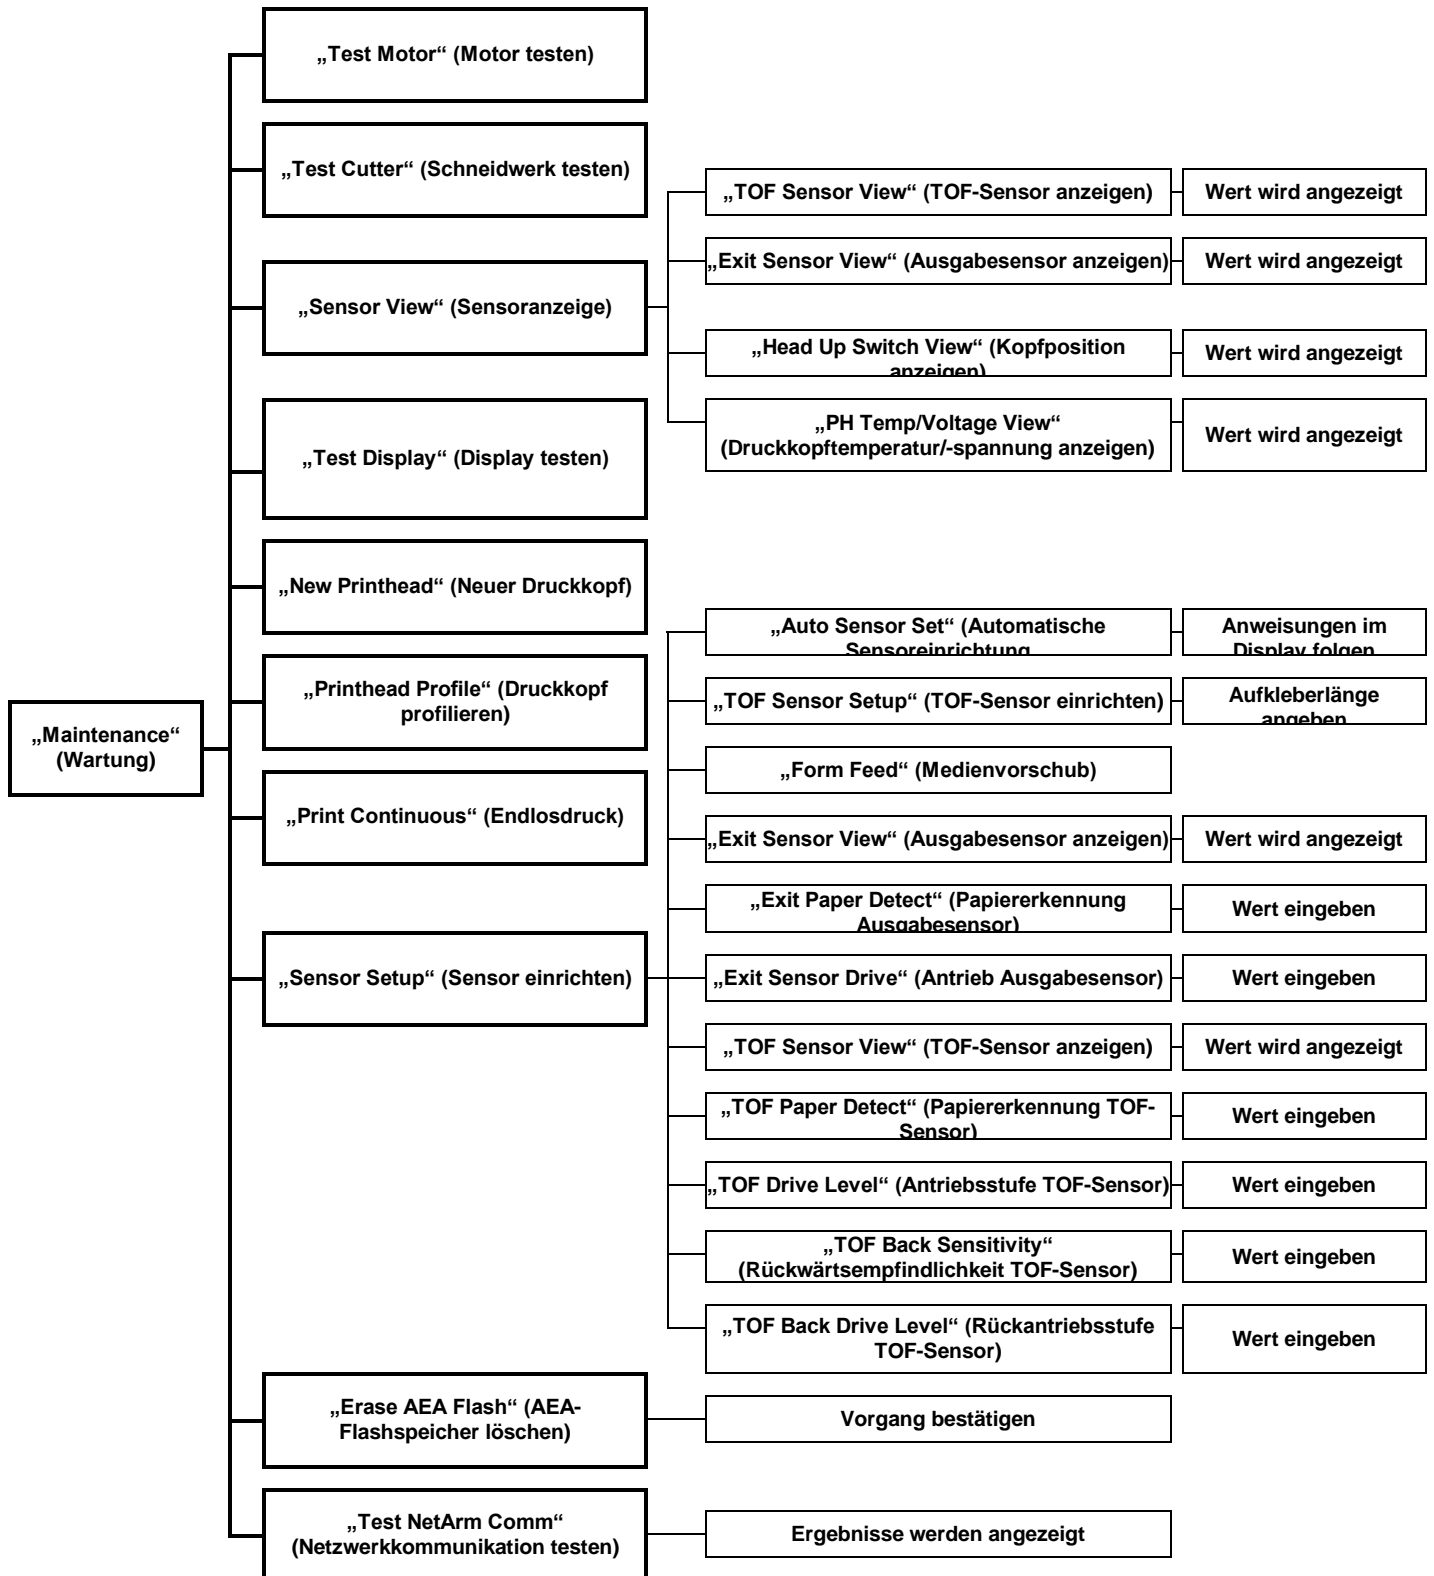 „Test Motor“ (Motor testen)
„Test Cutter“ (Schneidwerk testen)
„TOF Sensor View“ (TOF-Sensor anzeigen)
Wert wird angezeigt
„Exit Sensor View“ (Ausgabesensor anzeigen)
Wert wird angezeigt
„Sensor View“ (Sensoranzeige)
„Head Up Switch View“ (Kopfposition
anzeigen)
Wert wird angezeigt
„PH Temp/Voltage View“
(Druckkopftemperatur/-spannung anzeigen)
Wert wird angezeigt
„Test Display“ (Display testen)
„New Printhead“ (Neuer Druckkopf)
„Auto Sensor Set“ (Automatische
Sensoreinrichtung
Anweisungen im
Display folgen
„Printhead Profile“ (Druckkopf
profilieren)
„TOF Sensor Setup“ (TOF-Sensor einrichten)
Aufkleberlänge
angeben
„Maintenance“
(Wartung)
„Form Feed“ (Medienvorschub)
„Print Continuous“ (Endlosdruck)
„Exit Sensor View“ (Ausgabesensor anzeigen)
Wert wird angezeigt
„Exit Paper Detect“ (Papiererkennung
Ausgabesensor)
Wert eingeben
„Sensor Setup“ (Sensor einrichten)
„Exit Sensor Drive“ (Antrieb Ausgabesensor)
Wert eingeben
„TOF Sensor View“ (TOF-Sensor anzeigen)
Wert wird angezeigt
„TOF Paper Detect“ (Papiererkennung TOF-
Sensor)
Wert eingeben
„TOF Drive Level“ (Antriebsstufe TOF-Sensor)
Wert eingeben
„TOF Back Sensitivity“
(Rückwärtsempfindlichkeit TOF-Sensor)
Wert eingeben
„TOF Back Drive Level“ (Rückantriebsstufe
TOF-Sensor)
Wert eingeben
„Erase AEA Flash“ (AEA-
Flashspeicher löschen)
Vorgang bestätigen
„Test NetArm Comm“
(Netzwerkkommunikation testen)
Ergebnisse werden angezeigt